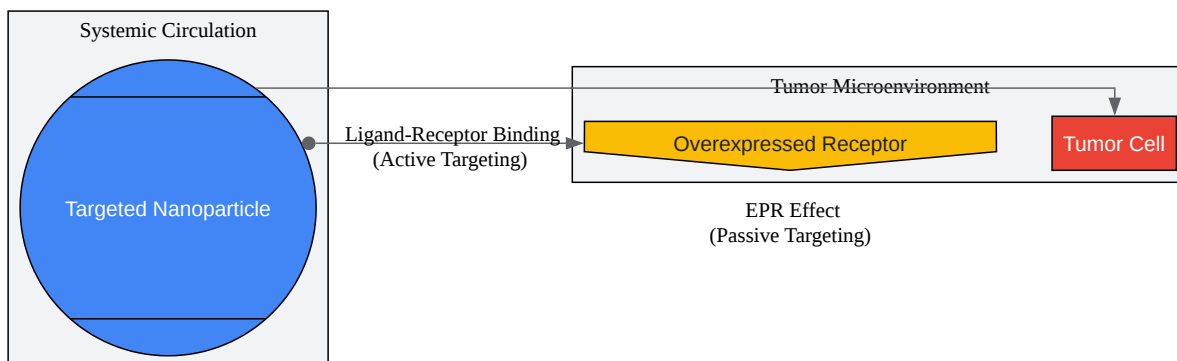 Systemic Circulation
Targeted Nanoparticle
Ligand-Receptor Binding
(Active Targeting)
Tumor Microenvironment
Overexpressed Receptor
Tumor Cell
EPR Effect
(Passive Targeting)